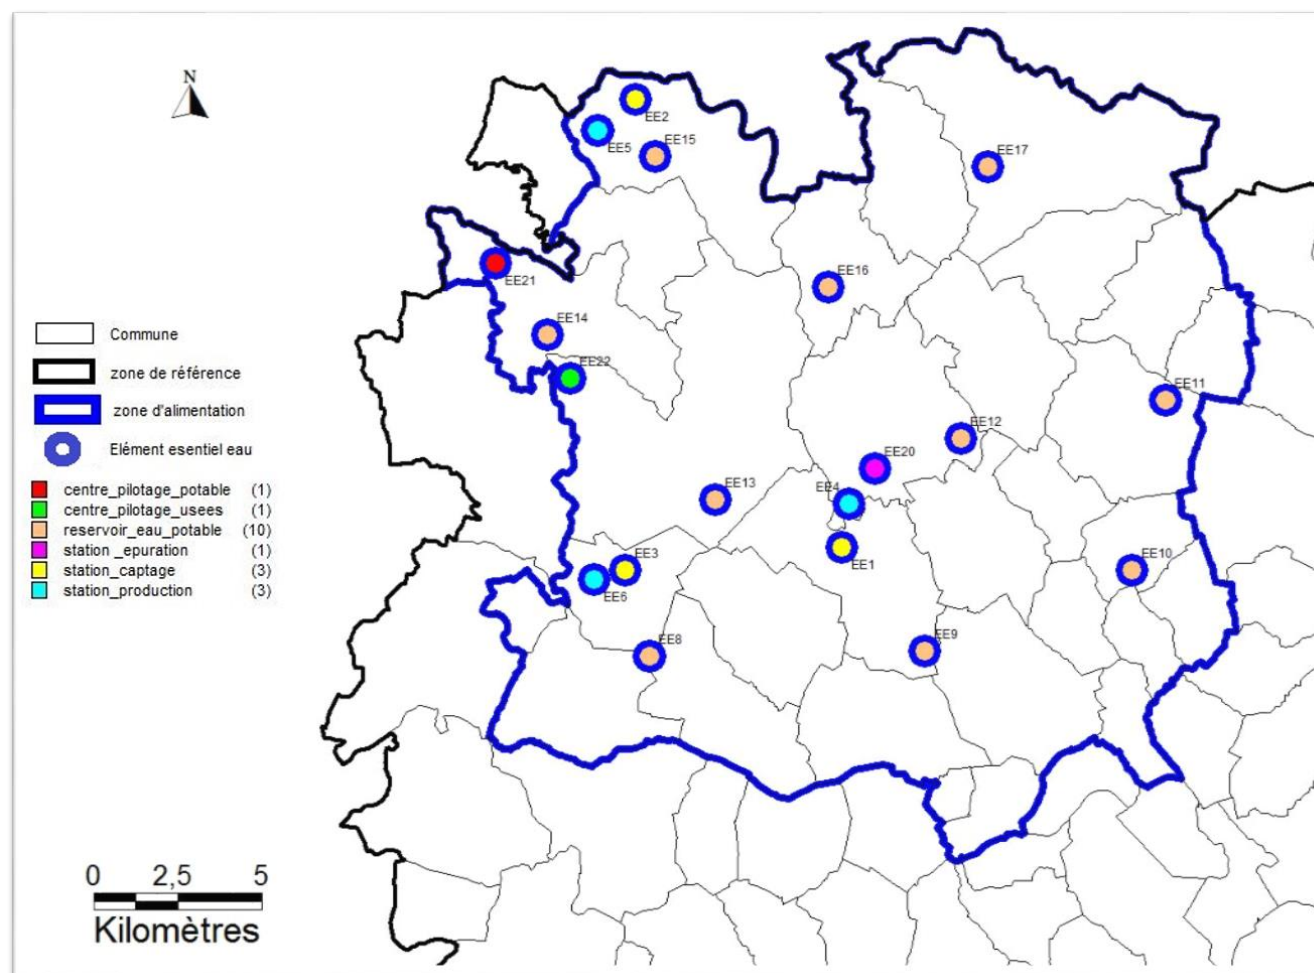 N
EE2
EE5
EE15
EE17
EE21
EE16
EE14
EE22
EE11
EE12
EE20
EE4
EE13
EE1
EE3
EE10
EE6
EE9
EE8
Commune
zone de référence
zone d'alimentation
Elément esentiel eau
centre_pilotage_potable (1)
centre_pilotage_usees (1)
reservoir_eau_potable (10)
station _epuration (1)
station_captage (3)
station_production (3)
0 2,5 5
Kilomètres